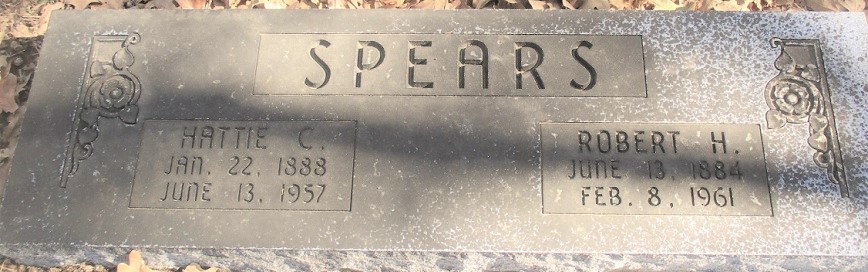 SPEARS
HATTIE C.
JAN. 22, 1888
JUNE 13, 1957
ROBERT H.
JUNE 13, 1884
FEB. 8, 1961